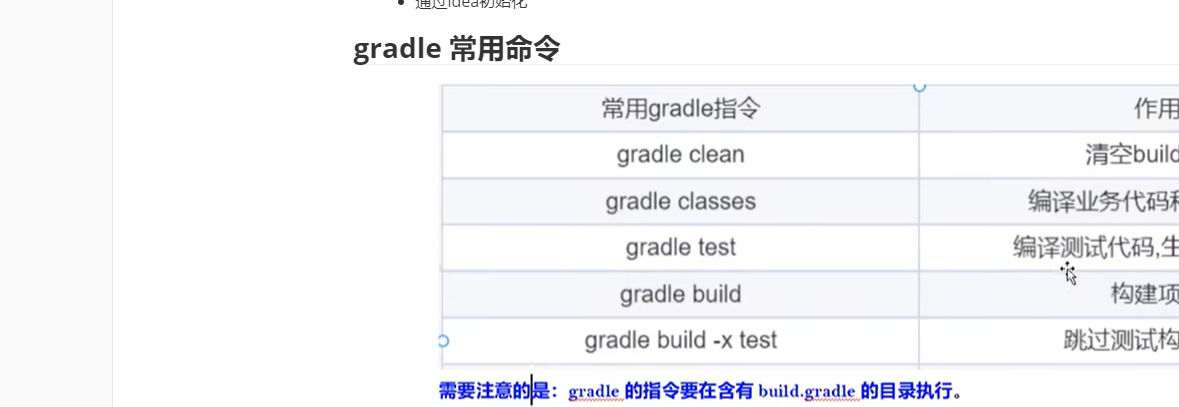 通过idea初始化
gradle 常用命令
常用gradle指令 作用
gradle clean 清空build
gradle classes 编译业务代码和
gradle test 编译测试代码,生
gradle build 构建项
gradle build -x test 跳过测试构
需要注意的是：gradle 的指令要在含有 build.gradle 的目录执行。